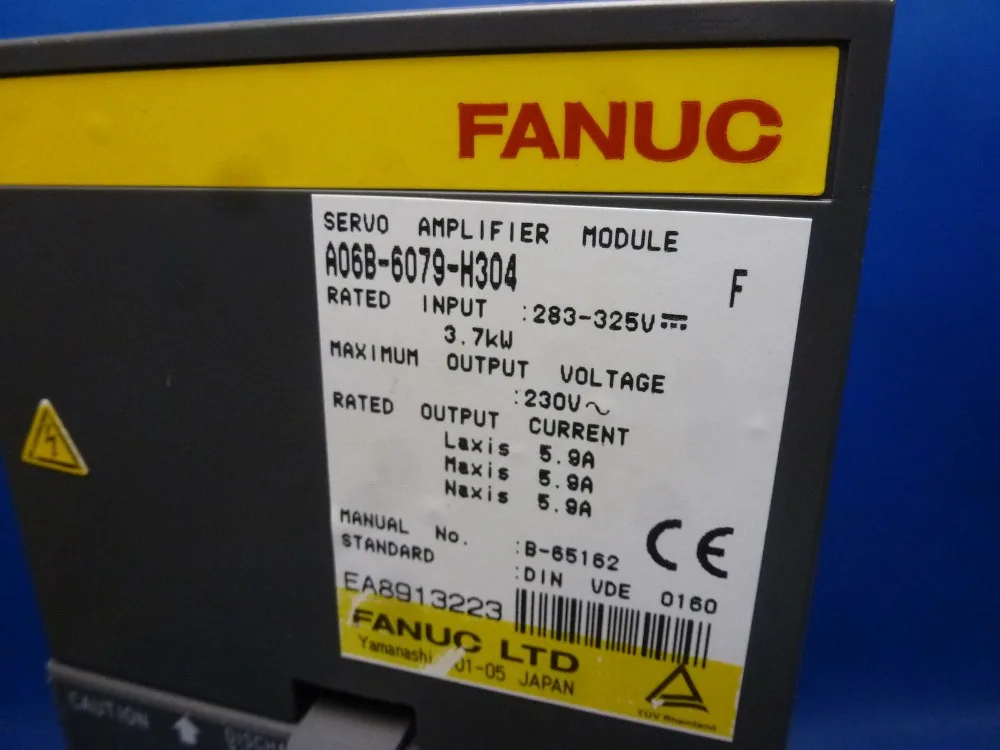 FANUC
SERVO AMPLIFIER MODULE
A06B-6079-H304
F
RATED INPUT :283-325V⎓
3.7kW
MAXIMUM OUTPUT VOLTAGE
:230V~
RATED OUTPUT CURRENT
Laxis 5.9A
Maxis 5.9A
Naxis 5.9A
MANUAL No. :B-65162
STANDARD :DIN VDE 0160
CE
EA8913223
FANUC LTD
Yamanashi 01-05 JAPAN
TÜV Rheinland
CAUTION